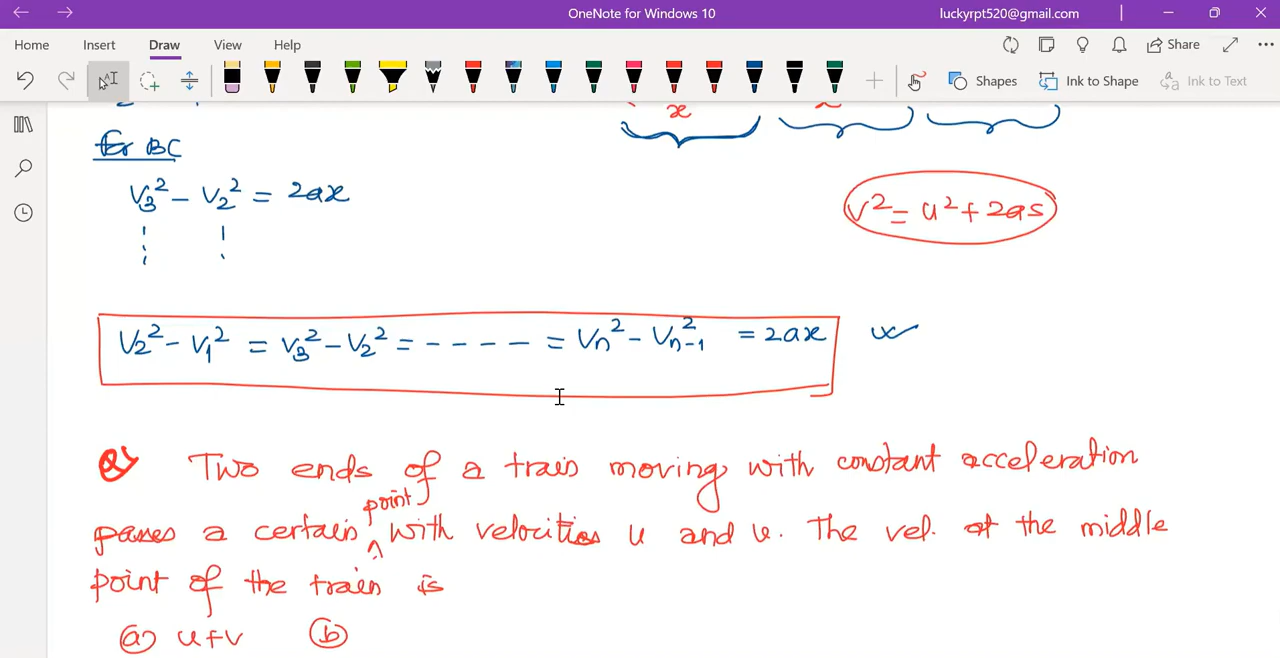 OneNote for Windows 10
luckyrpt520@gmail.com
Home Insert Draw View Help
Share
Shapes
Ink to Shape
Ink to Text
x
for BC
V₃² - V₂² = 2ax
v² = u² + 2as
V₂² - V₁² = V₃² - V₂² = - - - - - = Vn² - Vn-1² = 2ax
Q Two ends of a train moving with constant acceleration
point
passes a certain ^ with velocities u and v. The vel. at the middle
point of the train is
(a) u+v (b)